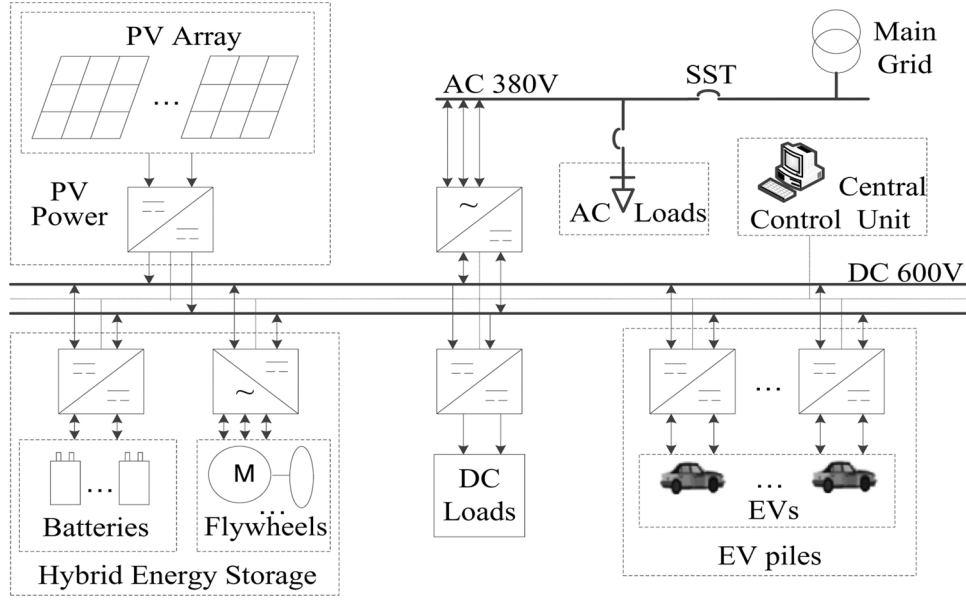 PV Array
...
PV
Power
AC 380V
SST
Main
Grid
~
AC Loads
Central
Control Unit
DC 600V
~
M
...
...
Batteries
Flywheels
Hybrid Energy Storage
DC
Loads
...
...
EVs
EV piles